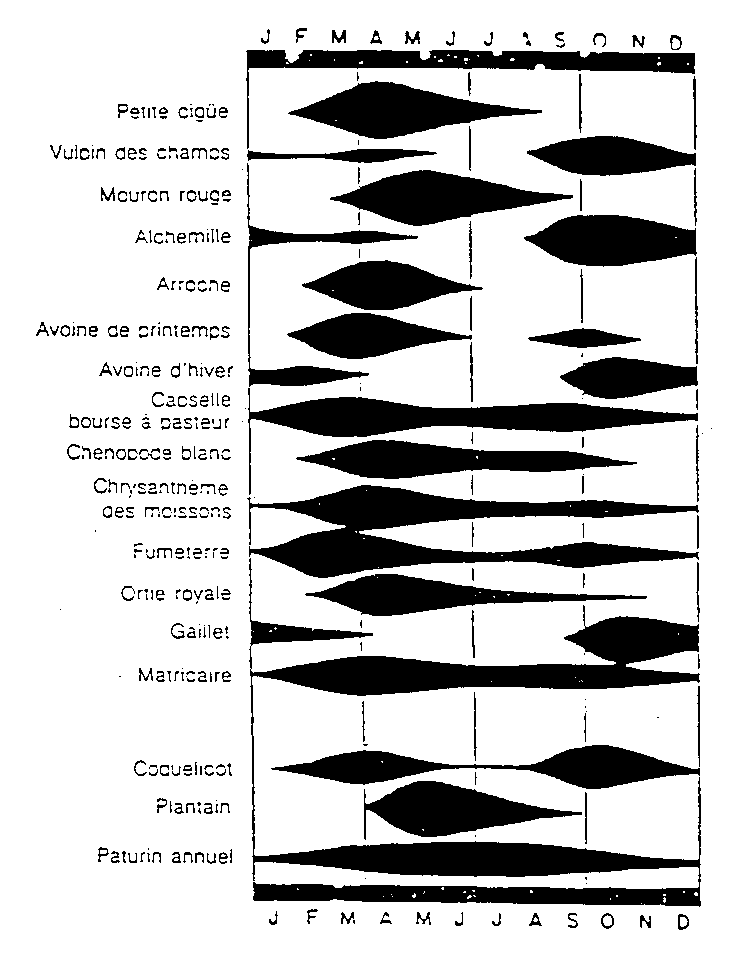 J F M A M J J A S O N D
Petite cigüe
Vulpin des champs
Mouron rouge
Alchemille
Arroche
Avoine de printemps
Avoine d'hiver
Capselle
bourse à pasteur
Chenopode blanc
Chrysanthème
des moissons
Fumeterre
Ortie royale
Gaillet
Matricaire
Coquelicot
Plantain
Paturin annuel
J F M A M J J A S O N D